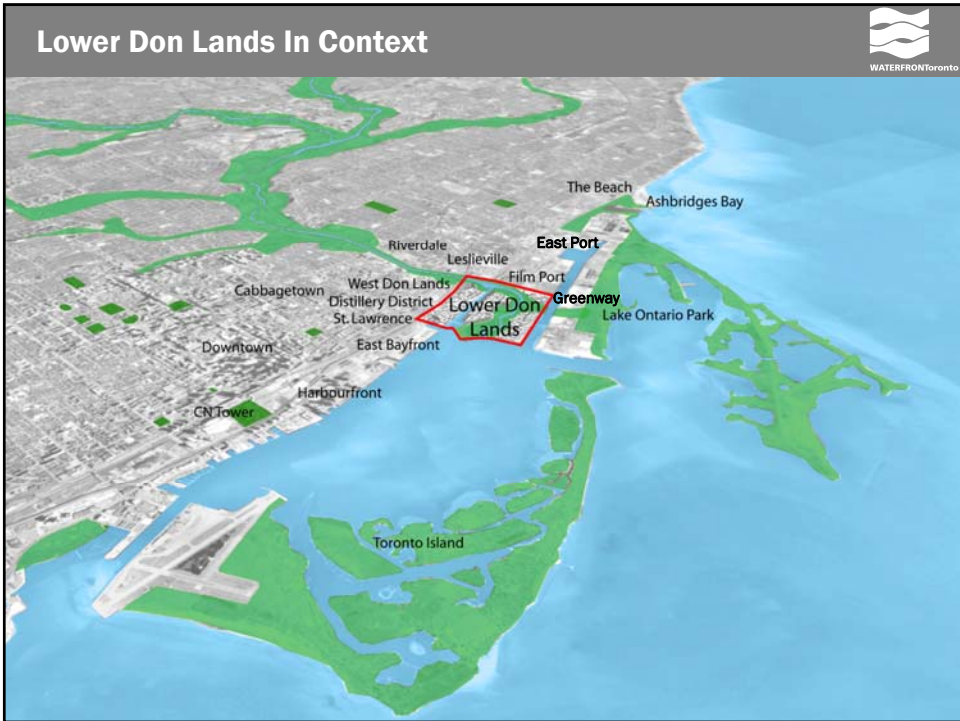 Lower Don Lands In Context
WATERFRONToronto
The Beach
Ashbridges Bay
East Port
Riverdale
Leslieville
Film Port
West Don Lands
Cabbagetown
Greenway
Distillery District
Lower Don
Lands
Lake Ontario Park
St. Lawrence
East Bayfront
Downtown
Harbourfront
CN Tower
Toronto Island